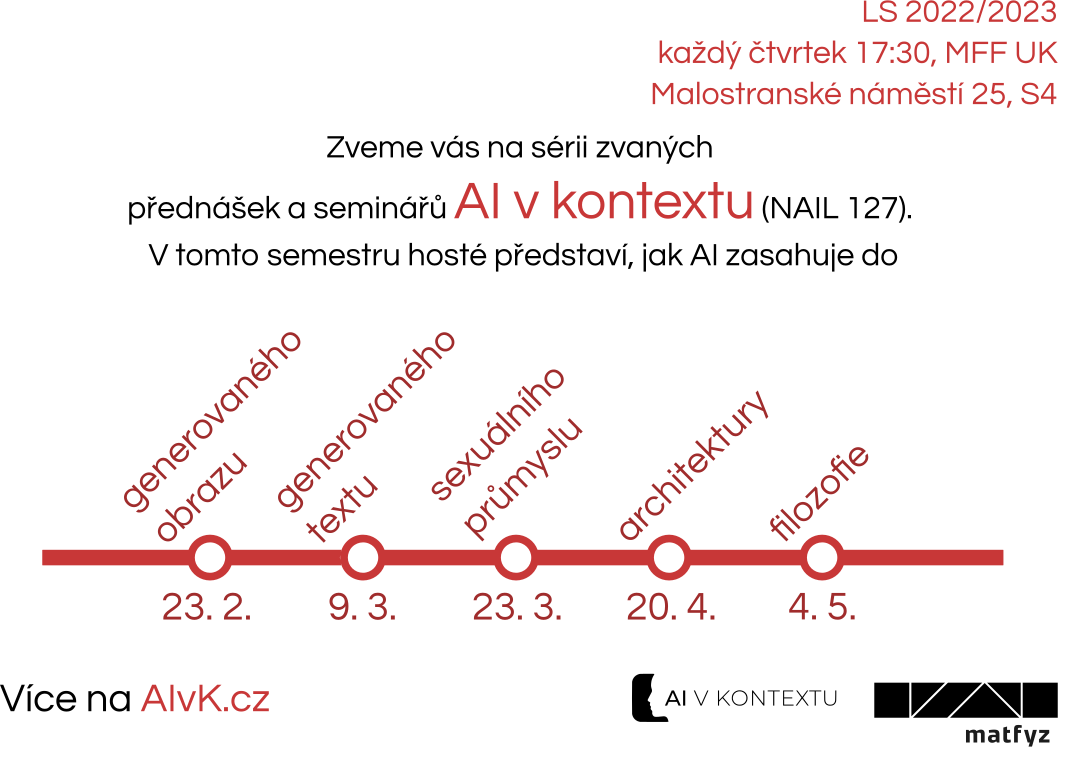 LS 2022/2023
každý čtvrtek 17:30, MFF UK
Malostranské náměstí 25, S4
Zveme vás na sérii zvaných
přednášek a seminářů AI v kontextu (NAIL 127).
V tomto semestru hosté představí, jak AI zasahuje do
generovaného
obrazu
generovaného
textu
sexuálního
průmyslu
architektury
filozofie
23. 2.
9. 3.
23. 3.
20. 4.
4. 5.
Více na AIvK.cz
AI V KONTEXTU
matfyz